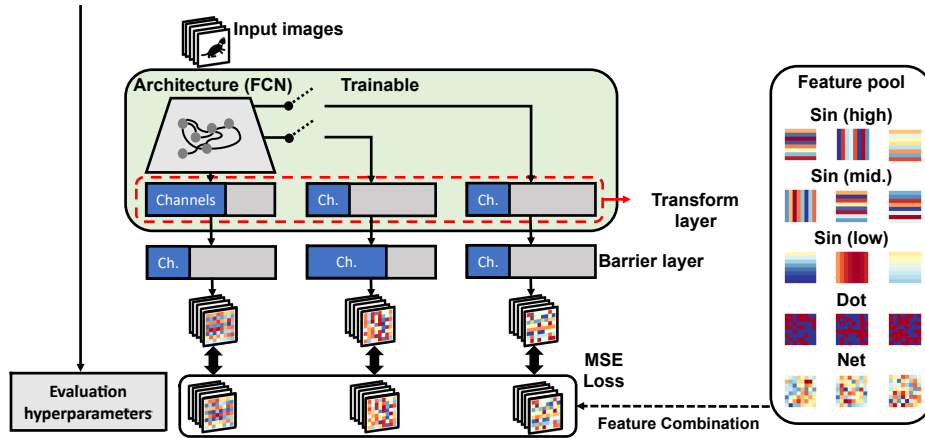 Input images
Architecture (FCN)
Trainable
Channels
Ch.
Ch.
Transform
layer
Ch.
Ch.
Ch.
Barrier layer
MSE
Loss
Evaluation
hyperparameters
Feature Combination
Feature pool
Sin (high)
Sin (mid.)
Sin (low)
Dot
Net